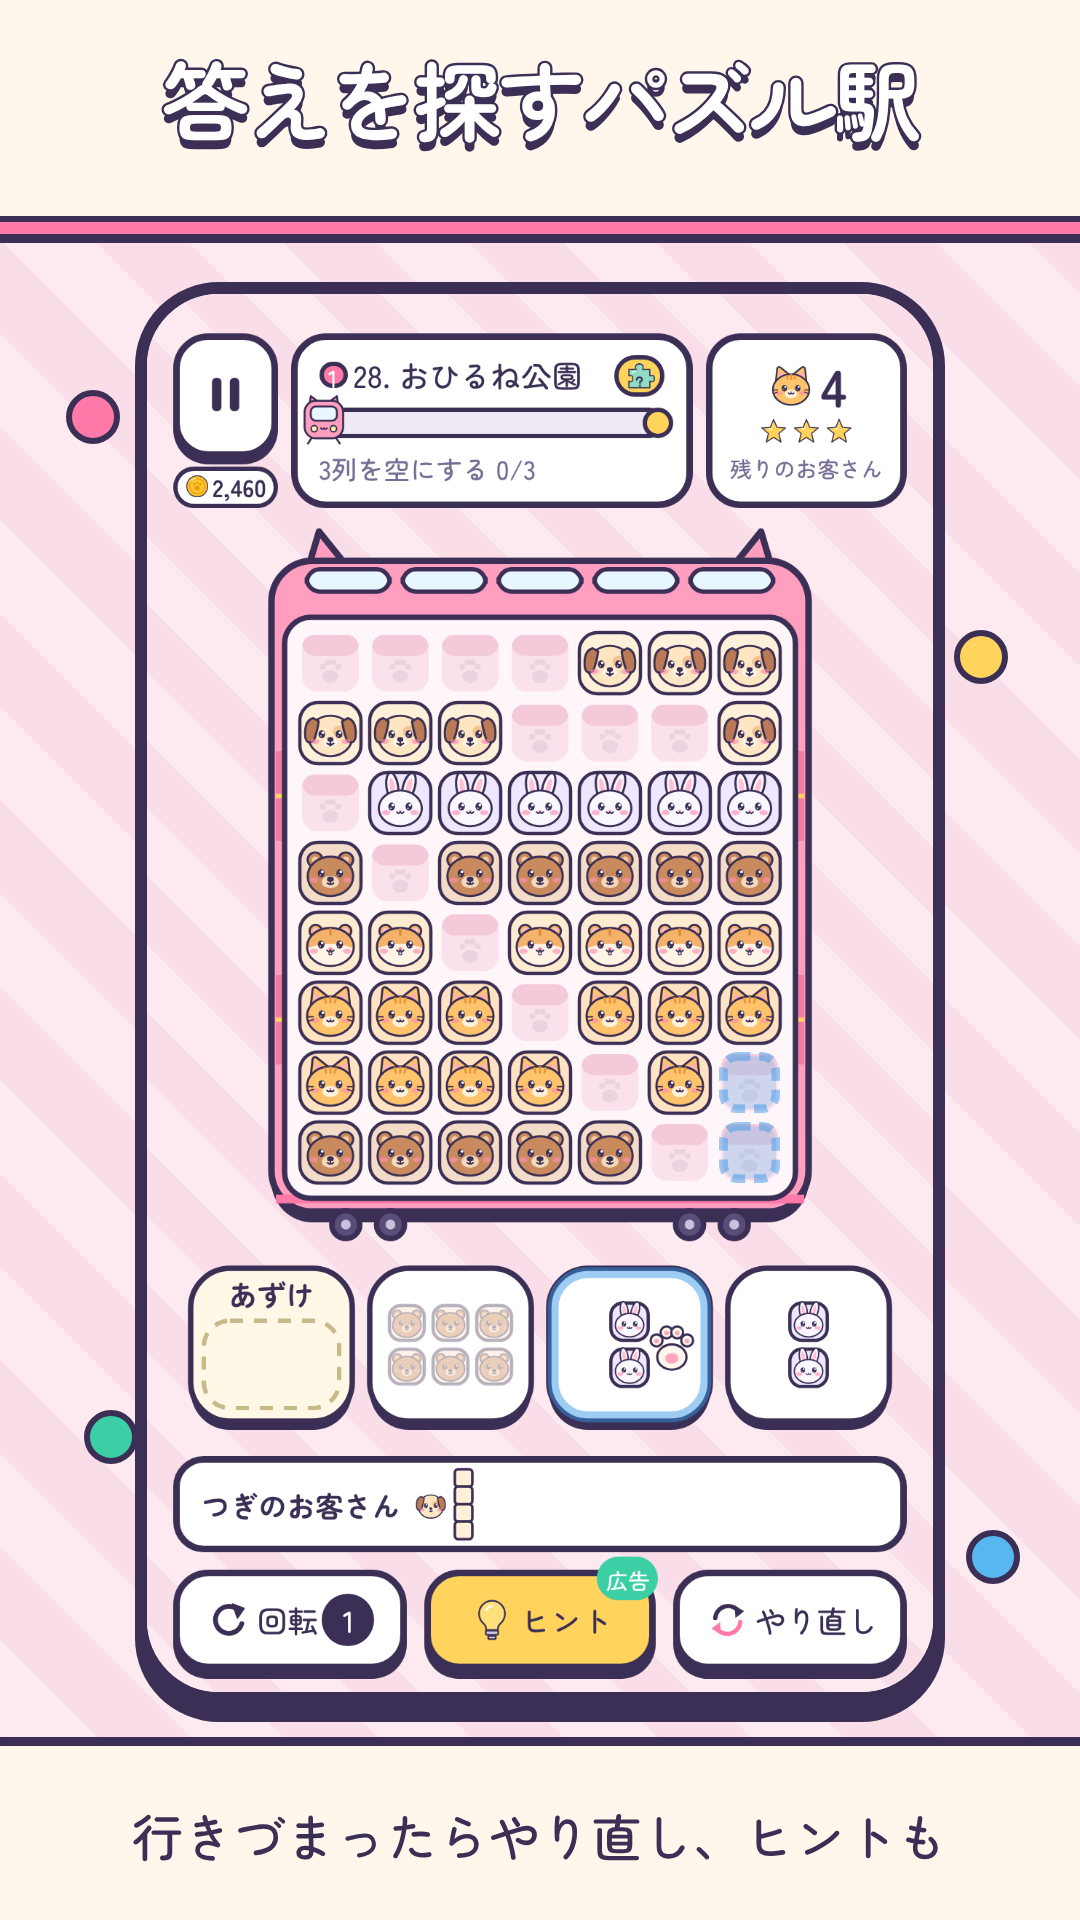 答えを探すパズル駅
1 28. おひるね公園
?
4
3列を空にする 0/3
残りのお客さん
2,460
あずけ
つぎのお客さん
広告
回転 1
ヒント
やり直し
行きづまったらやり直し、ヒントも